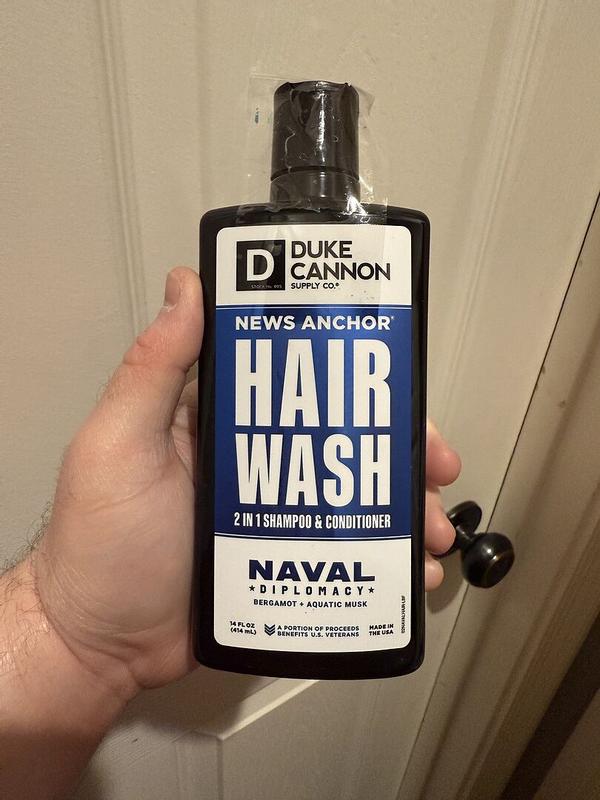 D
DUKE
CANNON
SUPPLY CO.®
NEWS ANCHOR®
HAIR
WASH
2 IN 1 SHAMPOO & CONDITIONER
NAVAL
★DIPLOMACY★
BERGAMOT + AQUATIC MUSK
14 FL OZ
(414 mL)
A PORTION OF PROCEEDS
BENEFITS U.S. VETERANS
MADE IN
THE USA